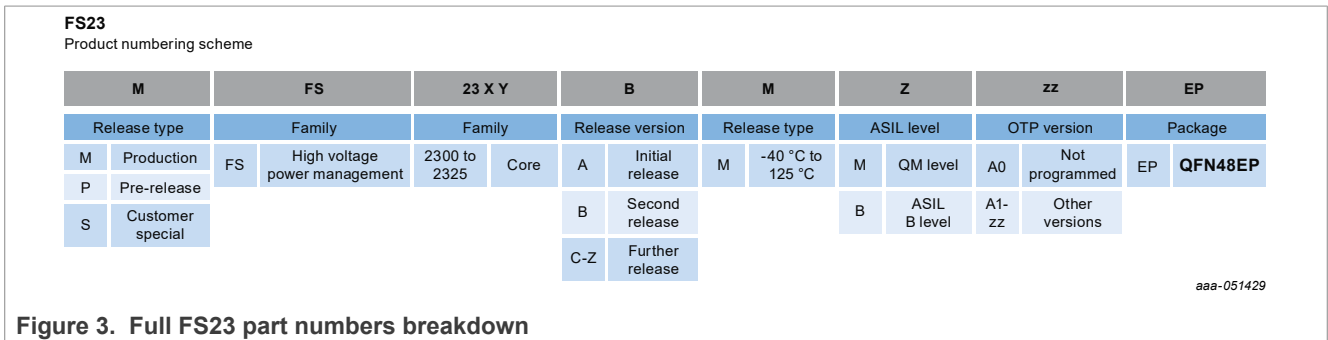 FS23
Product numbering scheme
M FS 23 X Y B M Z zz EP
Release type Family Family Release version Release type ASIL level OTP version Package
M Production FS High voltage power management 2300 to 2325 Core A Initial release M -40 °C to 125 °C M QM level A0 Not programmed EP QFN48EP
P Pre-release B Second release B ASIL B level A1-zz Other versions
S Customer special
C-Z Further release
aaa-051429
Figure 3. Full FS23 part numbers breakdown